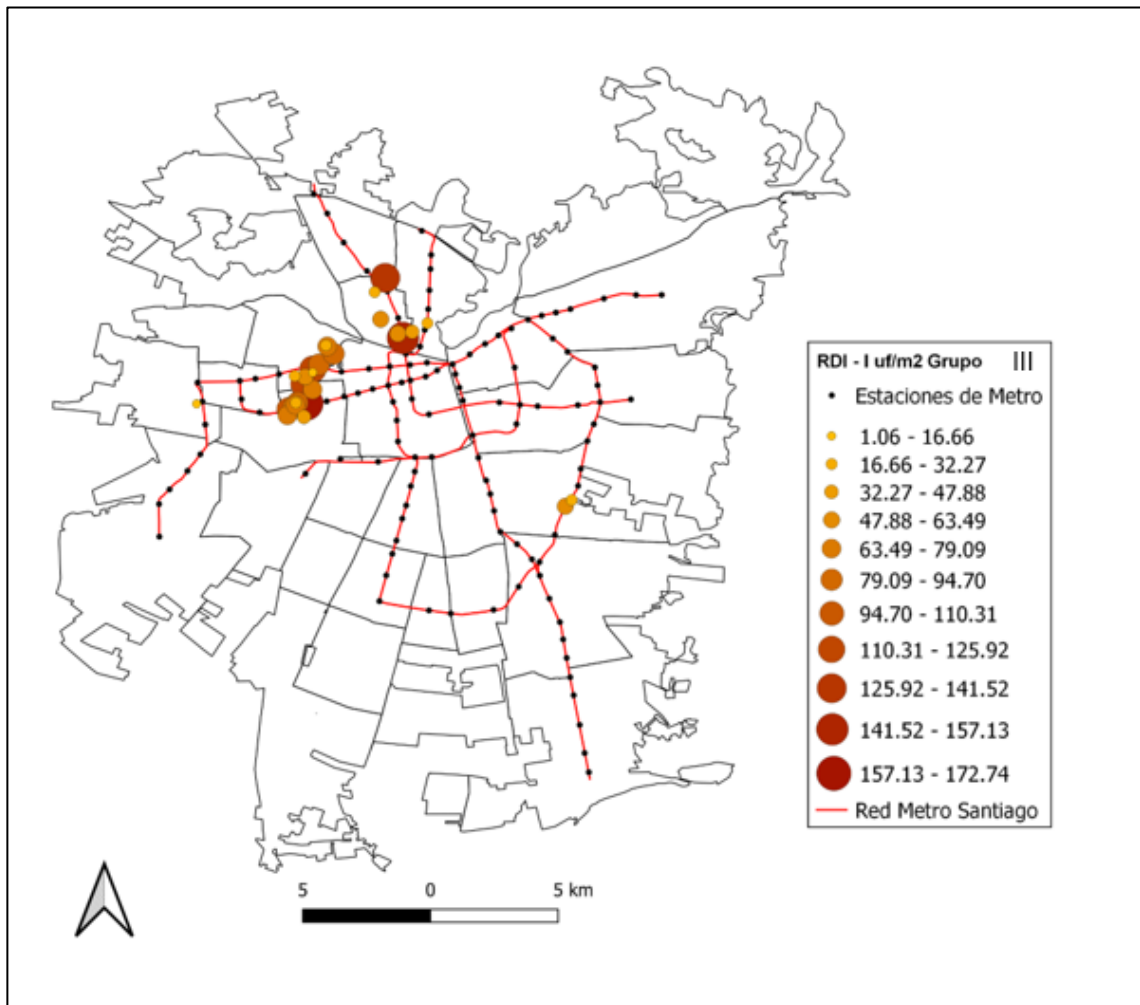 RDI - I uf/m2 Grupo III
Estaciones de Metro
1.06 - 16.66
16.66 - 32.27
32.27 - 47.88
47.88 - 63.49
63.49 - 79.09
79.09 - 94.70
94.70 - 110.31
110.31 - 125.92
125.92 - 141.52
141.52 - 157.13
157.13 - 172.74
Red Metro Santiago
5 0 5 km